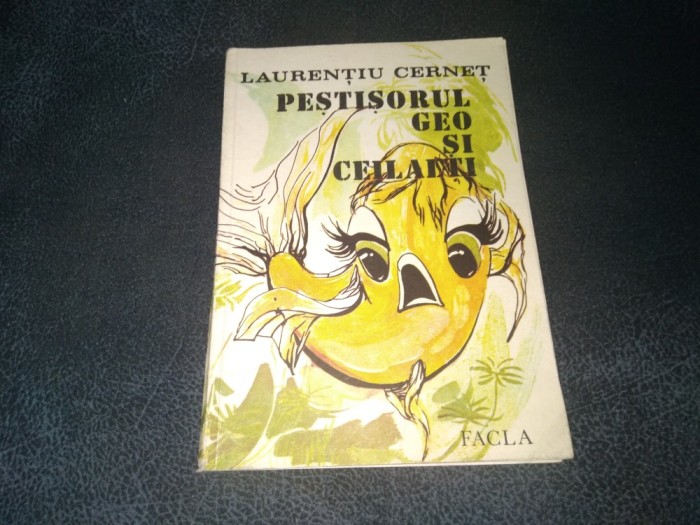 LAURENȚIU CERNEȚ
PEȘTIȘORUL
GEO
ȘI
CEILALȚI
FACLA